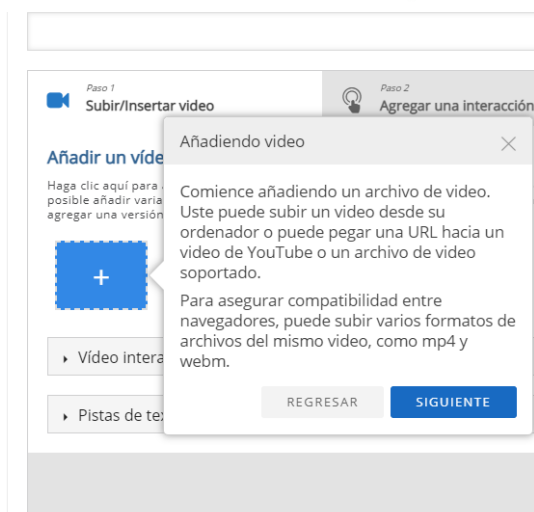 Paso 1
Subir/Insertar video
Paso 2
Agregar una interacción
Añadir un víde
Haga clic aquí para
posible añadir varia
agregar una versión
+
Vídeo intera
Pistas de te
Añadiendo video
Comience añadiendo un archivo de video.
Uste puede subir un video desde su
ordenador o puede pegar una URL hacia un
video de YouTube o un archivo de video
soportado.
Para asegurar compatibilidad entre
navegadores, puede subir varios formatos de
archivos del mismo video, como mp4 y
webm.
REGRESAR
SIGUIENTE